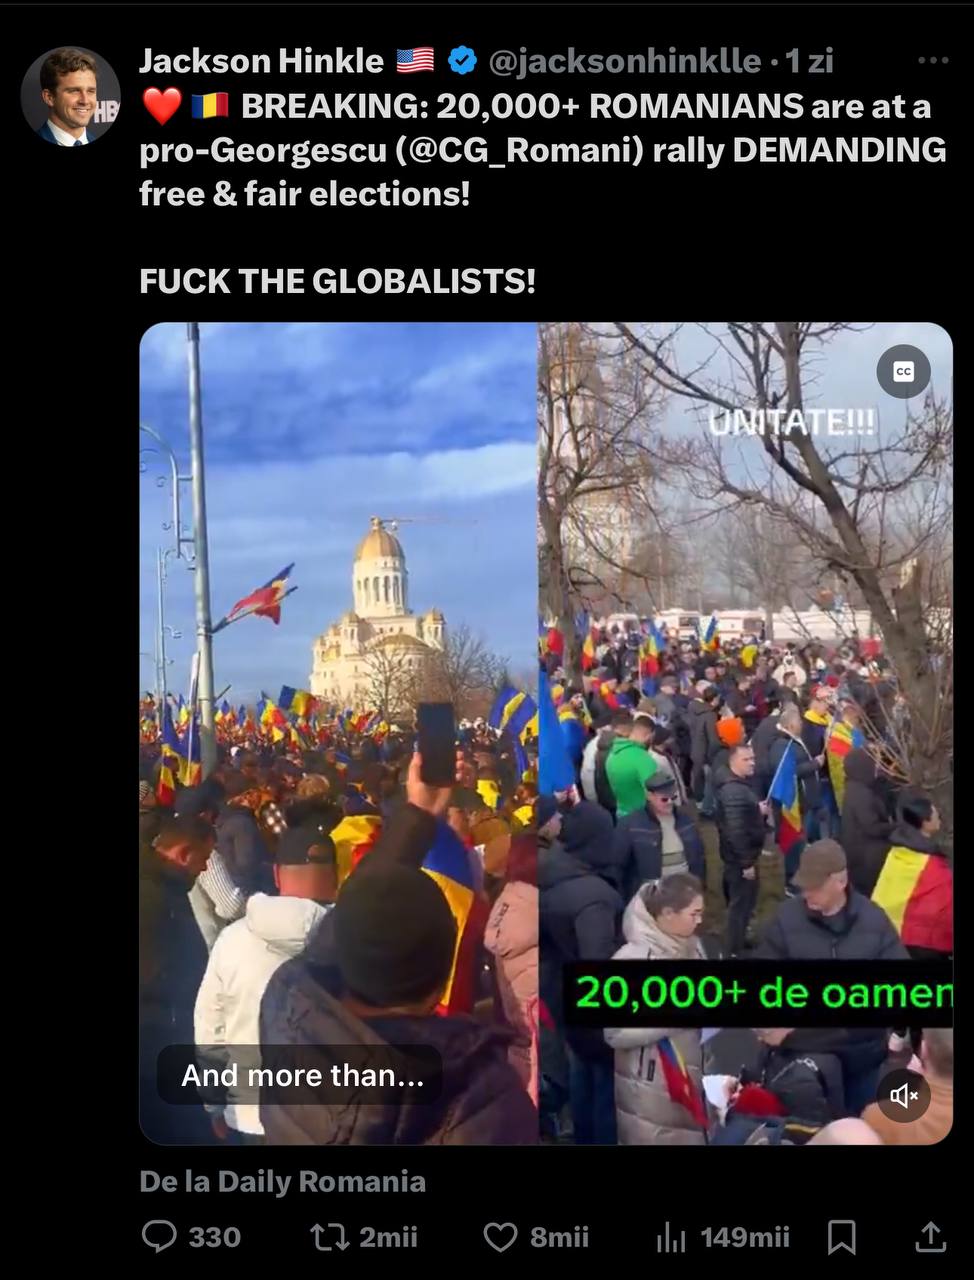 Jackson Hinkle 🇺🇸 @jacksonhinklle · 1 zi
❤️🇷🇴 BREAKING: 20,000+ ROMANIANS are at a
pro-Georgescu (@CG_Romani) rally DEMANDING
free & fair elections!
FUCK THE GLOBALISTS!
HB
CC
UNITATE!!!
20,000+ de oamen
And more than...
De la Daily Romania
330 2mii 8mii 149mii